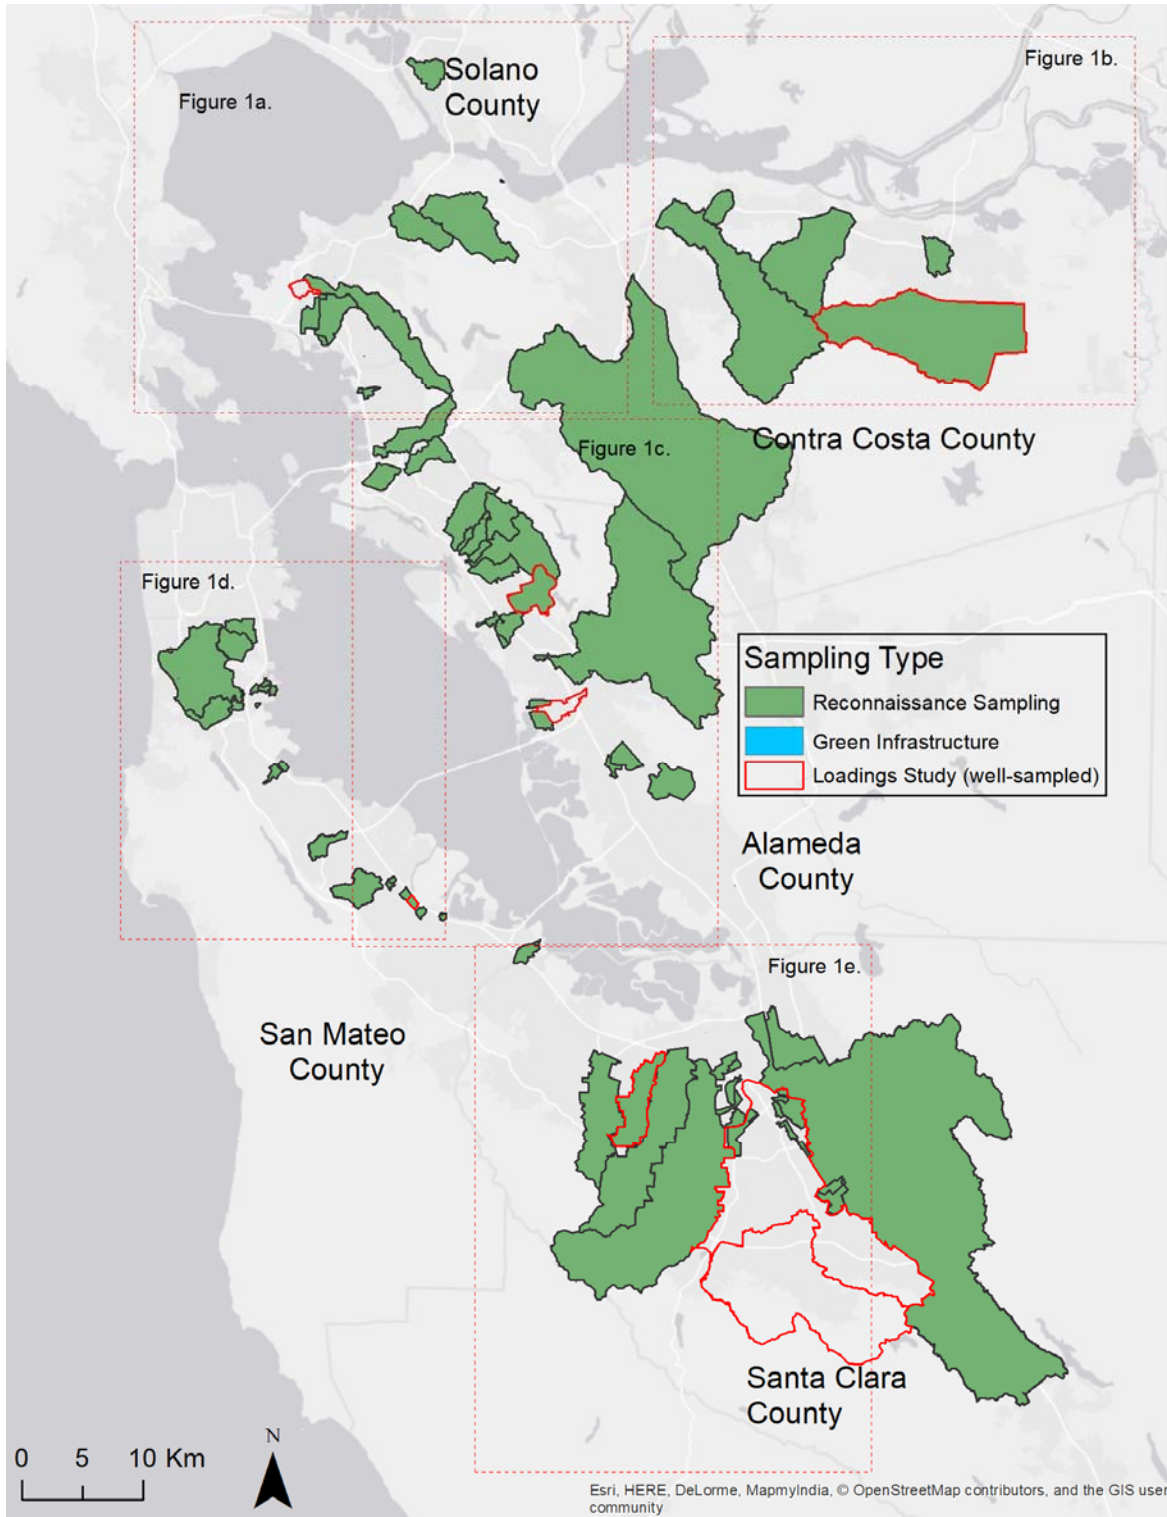 Solano
County
Figure 1a.
Figure 1b.
Contra Costa County
Figure 1c.
Figure 1d.
Sampling Type
Reconnaissance Sampling
Green Infrastructure
Loadings Study (well-sampled)
Alameda
County
Figure 1e.
San Mateo
County
Santa Clara
County
0 5 10 Km
N
Esri, HERE, DeLorme, MapmyIndia, © OpenStreetMap contributors, and the GIS user
community